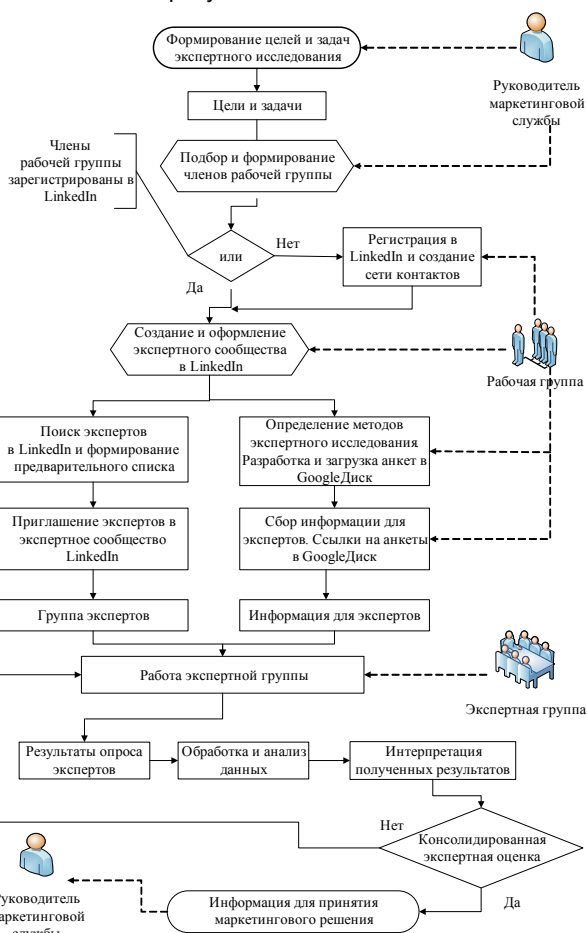 Формирование целей и задач
экспертного исследования
Руководитель
маркетинговой
службы
Цели и задачи
Члены
рабочей группы
зарегистрированы в
LinkedIn
Подбор и формирование
членов рабочей группы
или
Нет
Да
Регистрация в
LinkedIn и создание
сети контактов
Создание и оформление
экспертного сообщества
в LinkedIn
Рабочая группа
Поиск экспертов
в LinkedIn и формирование
предварительного списка
Определение методов
экспертного исследования
Разработка и загрузка анкет в
GoogleДиск
Приглашение экспертов в
экспертное сообщество
LinkedIn
Сбор информации для
экспертов. Ссылки на анкеты
в GoogleДиск
Группа экспертов
Информация для экспертов
Работа экспертной группы
Экспертная группа
Результаты опроса
экспертов
Обработка и анализ
данных
Интерпретация
полученных результатов
Нет
Консолидированная
экспертная оценка
Да
Информация для принятия
маркетингового решения
уководитель
маркетинговой